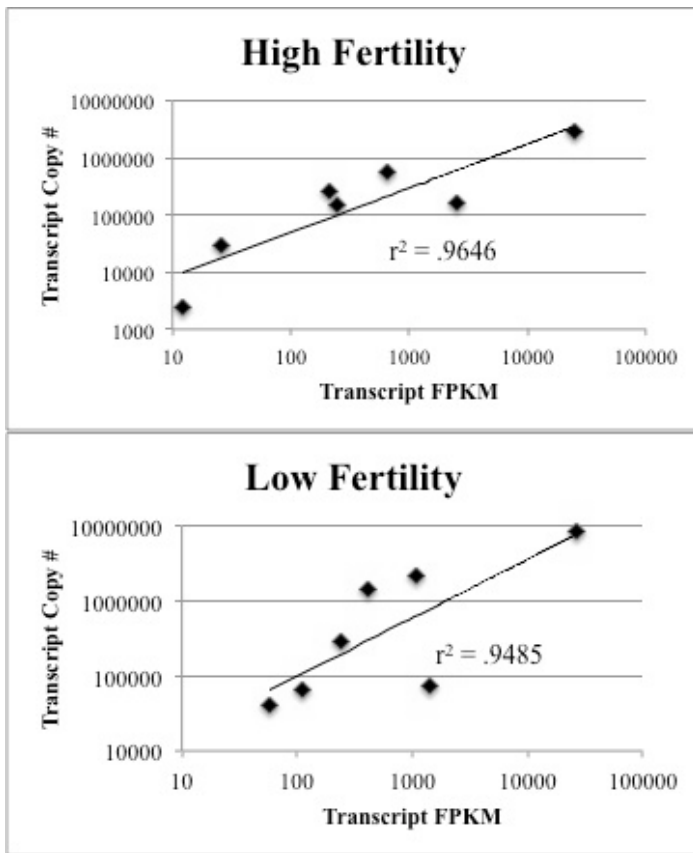 High Fertility
Transcript Copy #
10000000
1000000
100000
10000
1000
r² = .9646
10 100 1000 10000 100000
Transcript FPKM
Low Fertility
Transcript Copy #
10000000
1000000
100000
10000
r² = .9485
10 100 1000 10000 100000
Transcript FPKM